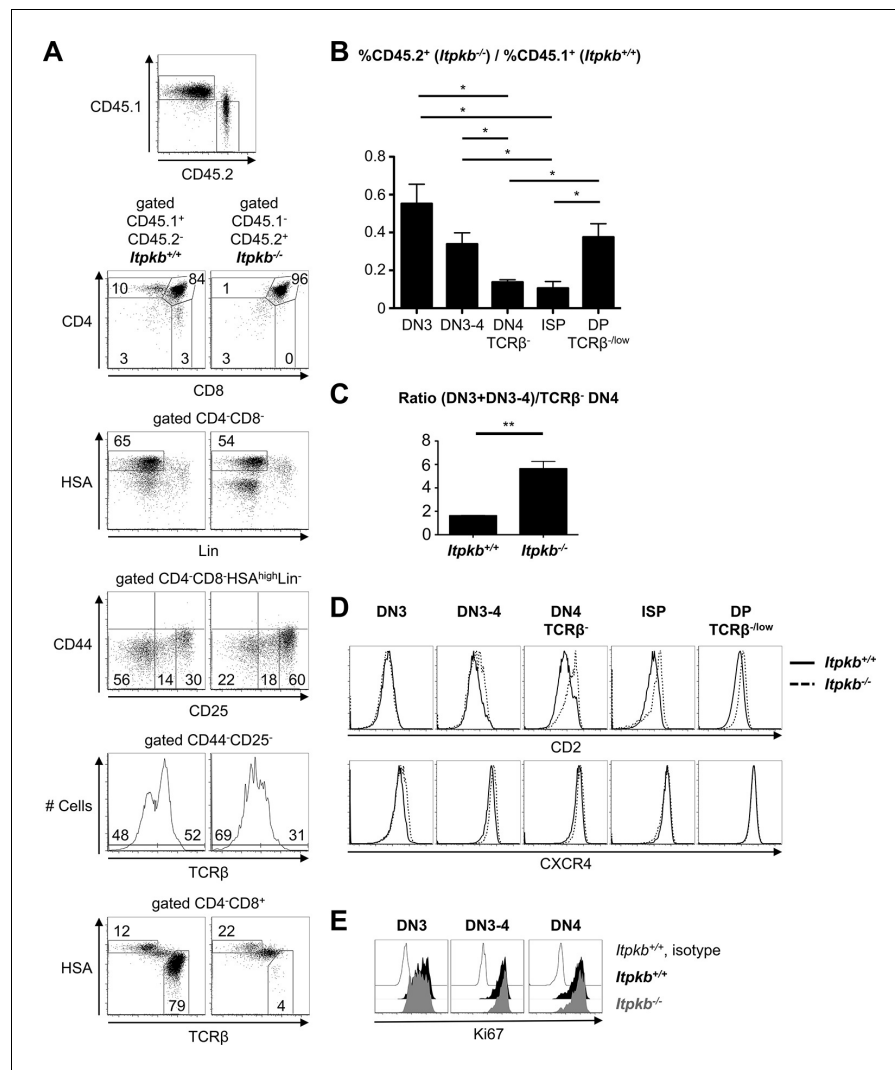 A
CD45.1
CD45.2
gated
CD45.1⁺
CD45.2⁻
Itpkb⁺/⁺
gated
CD45.1⁻
CD45.2⁺
Itpkb⁻/⁻
10
84
3
3
1
96
3
0
CD4
CD8
gated CD4⁻CD8⁻
65
54
HSA
Lin
gated CD4⁻CD8⁻HSAʰⁱᵍʰLin⁻
CD44
56
14
30
22
18
60
CD25
gated CD44⁻CD25⁻
# Cells
48
52
69
31
TCRβ
gated CD4⁻CD8⁺
12
79
22
4
HSA
TCRβ
B
%CD45.2⁺ (Itpkb⁻/⁻) / %CD45.1⁺ (Itpkb⁺/⁺)
*
*
*
*
*
*
0.8
0.6
0.4
0.2
0
DN3
DN3-4
DN4
TCRβ⁻
ISP
DP
TCRβ⁻/ˡᵒʷ
C
Ratio (DN3+DN3-4)/TCRβ⁻ DN4
**
8
6
4
2
0
Itpkb⁺/⁺
Itpkb⁻/⁻
D
DN3
DN3-4
DN4
TCRβ⁻
ISP
DP
TCRβ⁻/ˡᵒʷ
Itpkb⁺/⁺
Itpkb⁻/⁻
CD2
CXCR4
E
DN3
DN3-4
DN4
Itpkb⁺/⁺, isotype
Itpkb⁺/⁺
Itpkb⁻/⁻
Ki67